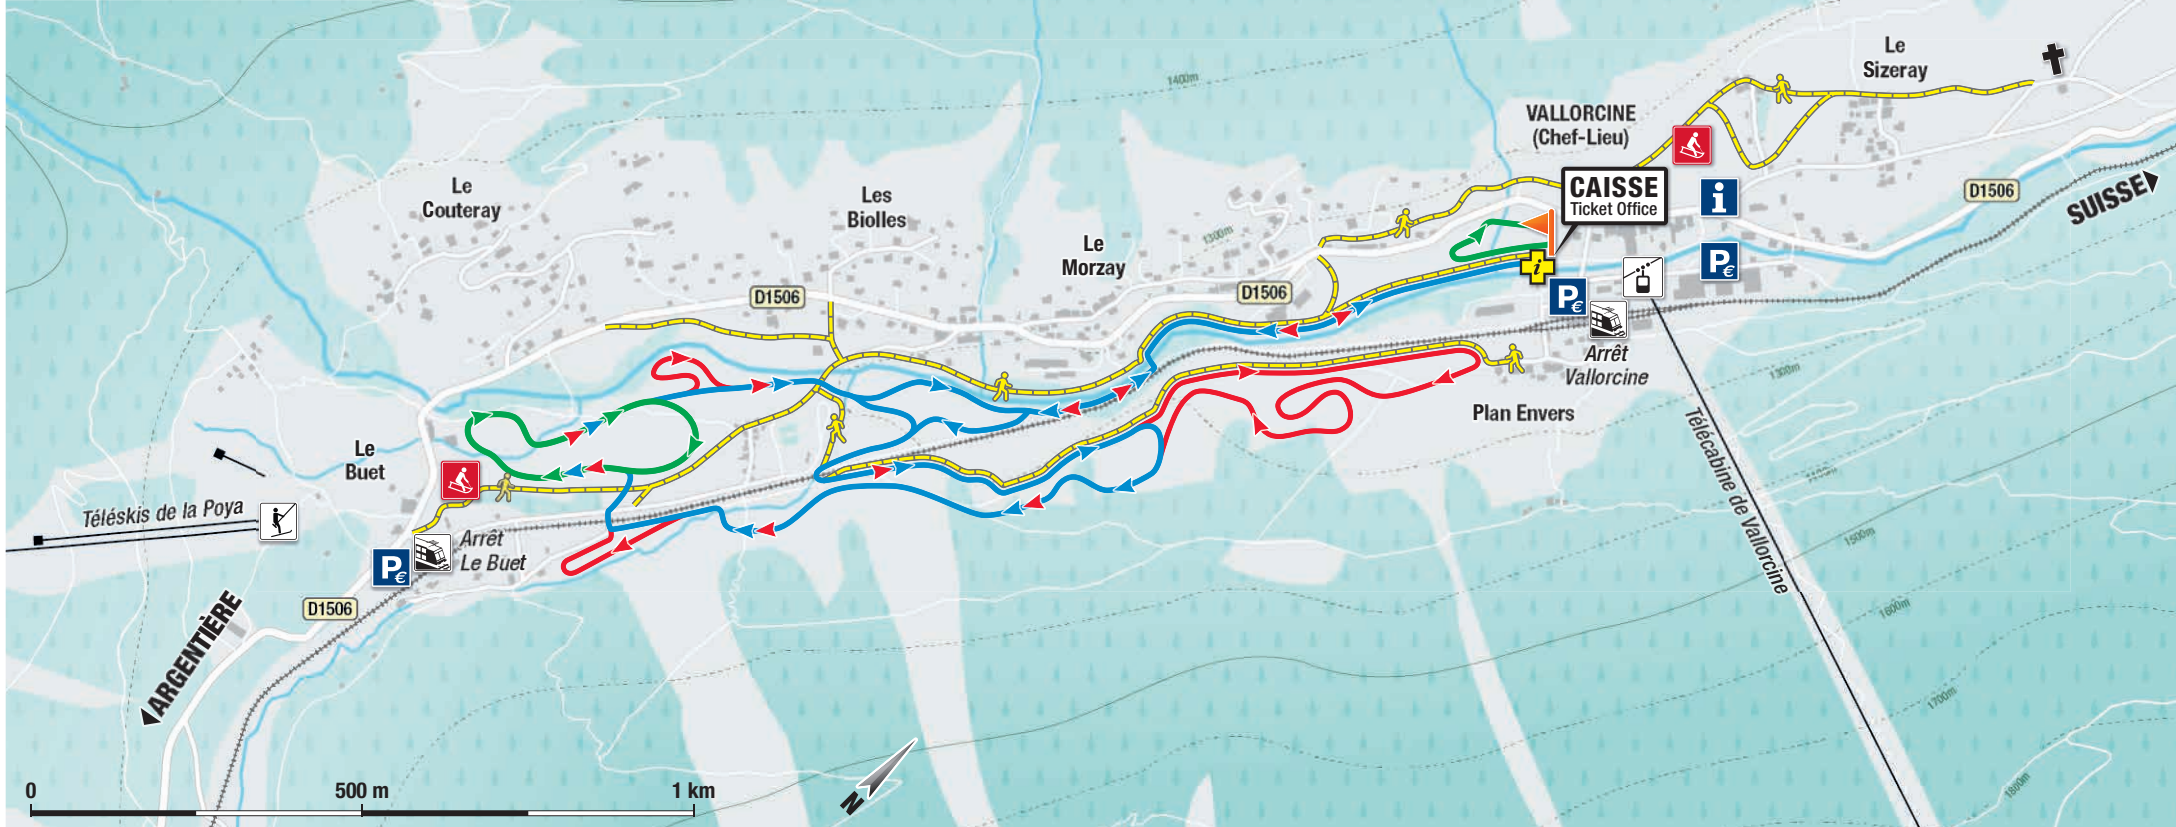 1400m
Le
Sizeray
VALLORCINE
(Chef-Lieu)
CAISSE
Ticket Office
i
D1506
SUISSE
Le
Couteray
Les
Biolles
Le
Morzay
1300m
D1506
D1506
i
P€
P€
Arrêt
Vallorcine
1300m
Plan Envers
Télécabine de Vallorcine
Le
Buet
Téléskis de la Poya
Arrêt
Le Buet
P€
D1506
ARGENTIÈRE
1500m
1600m
1700m
1800m
N
0
500 m
1 km